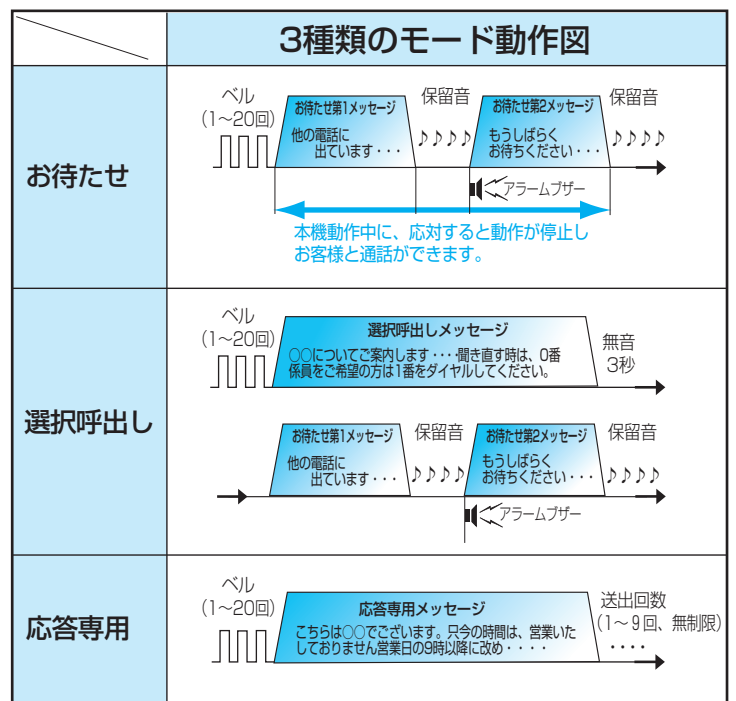 3種類のモード動作図
お待たせ
ベル
(1~20回)
お待たせ第1メッセージ
他の電話に
出ています・・・
保留音
♪♪♪♪
お待たせ第2メッセージ
もうしばらく
お待ちください・・・
保留音
♪♪♪♪
アラームブザー
本機動作中に、応対すると動作が停止し
お客様と通話ができます。
選択呼出し
ベル
(1~20回)
選択呼出しメッセージ
○○についてご案内します・・・聞き直す時は、0番
係員をご希望の方は1番をダイヤルしてください。
無音
3秒
お待たせ第1メッセージ
他の電話に
出ています・・・
保留音
♪♪♪♪
お待たせ第2メッセージ
もうしばらく
お待ちください・・・
保留音
♪♪♪♪
アラームブザー
応答専用
ベル
(1~20回)
応答専用メッセージ
こちらは○○でございます。只今の時間は、営業いた
しておりません営業日の9時以降に改め・・・・
送出回数
(1~9回、無制限)
・・・・